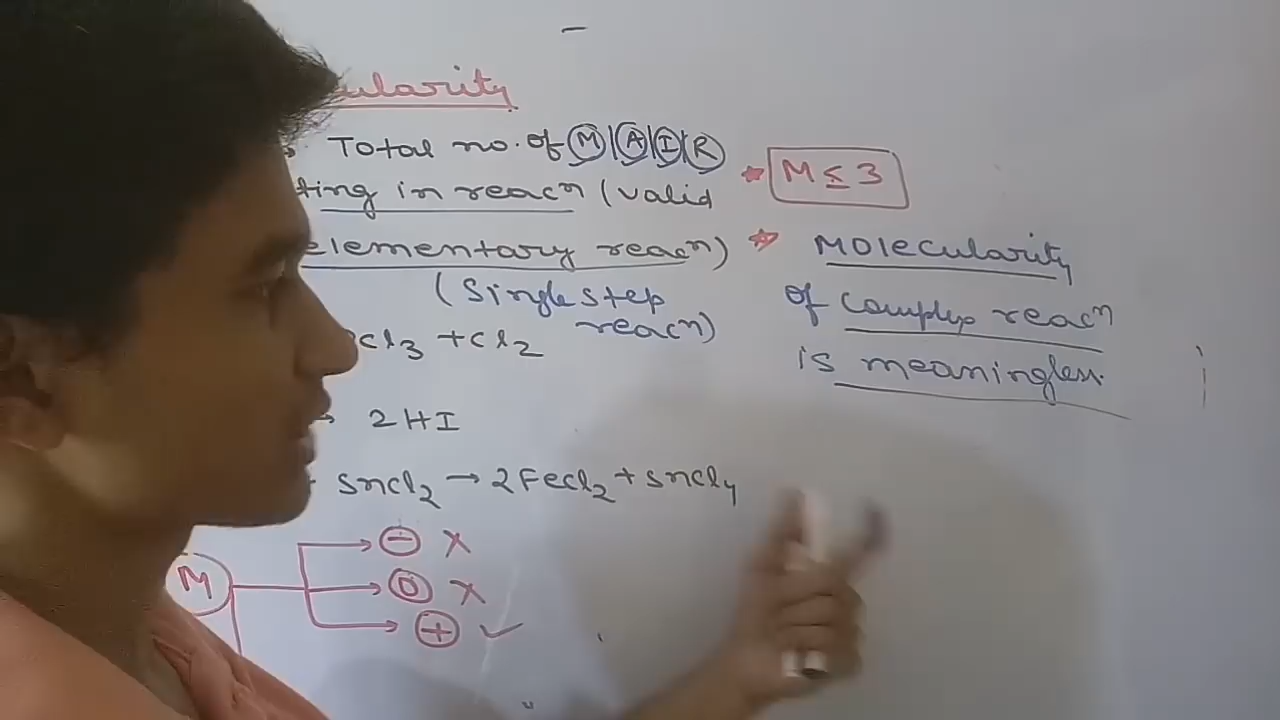 ularity
Total no. of M|A|I|R
ting in reacn (valid
elementary reacn)
(Single step
reacn)
Cl3 + Cl2
→ 2HI
+ SnCl2 → 2FeCl2 + SnCl4
M
- X
O X
+ ✓
* M ≤ 3
* Molecularity
of complex reacn
is meaningless.